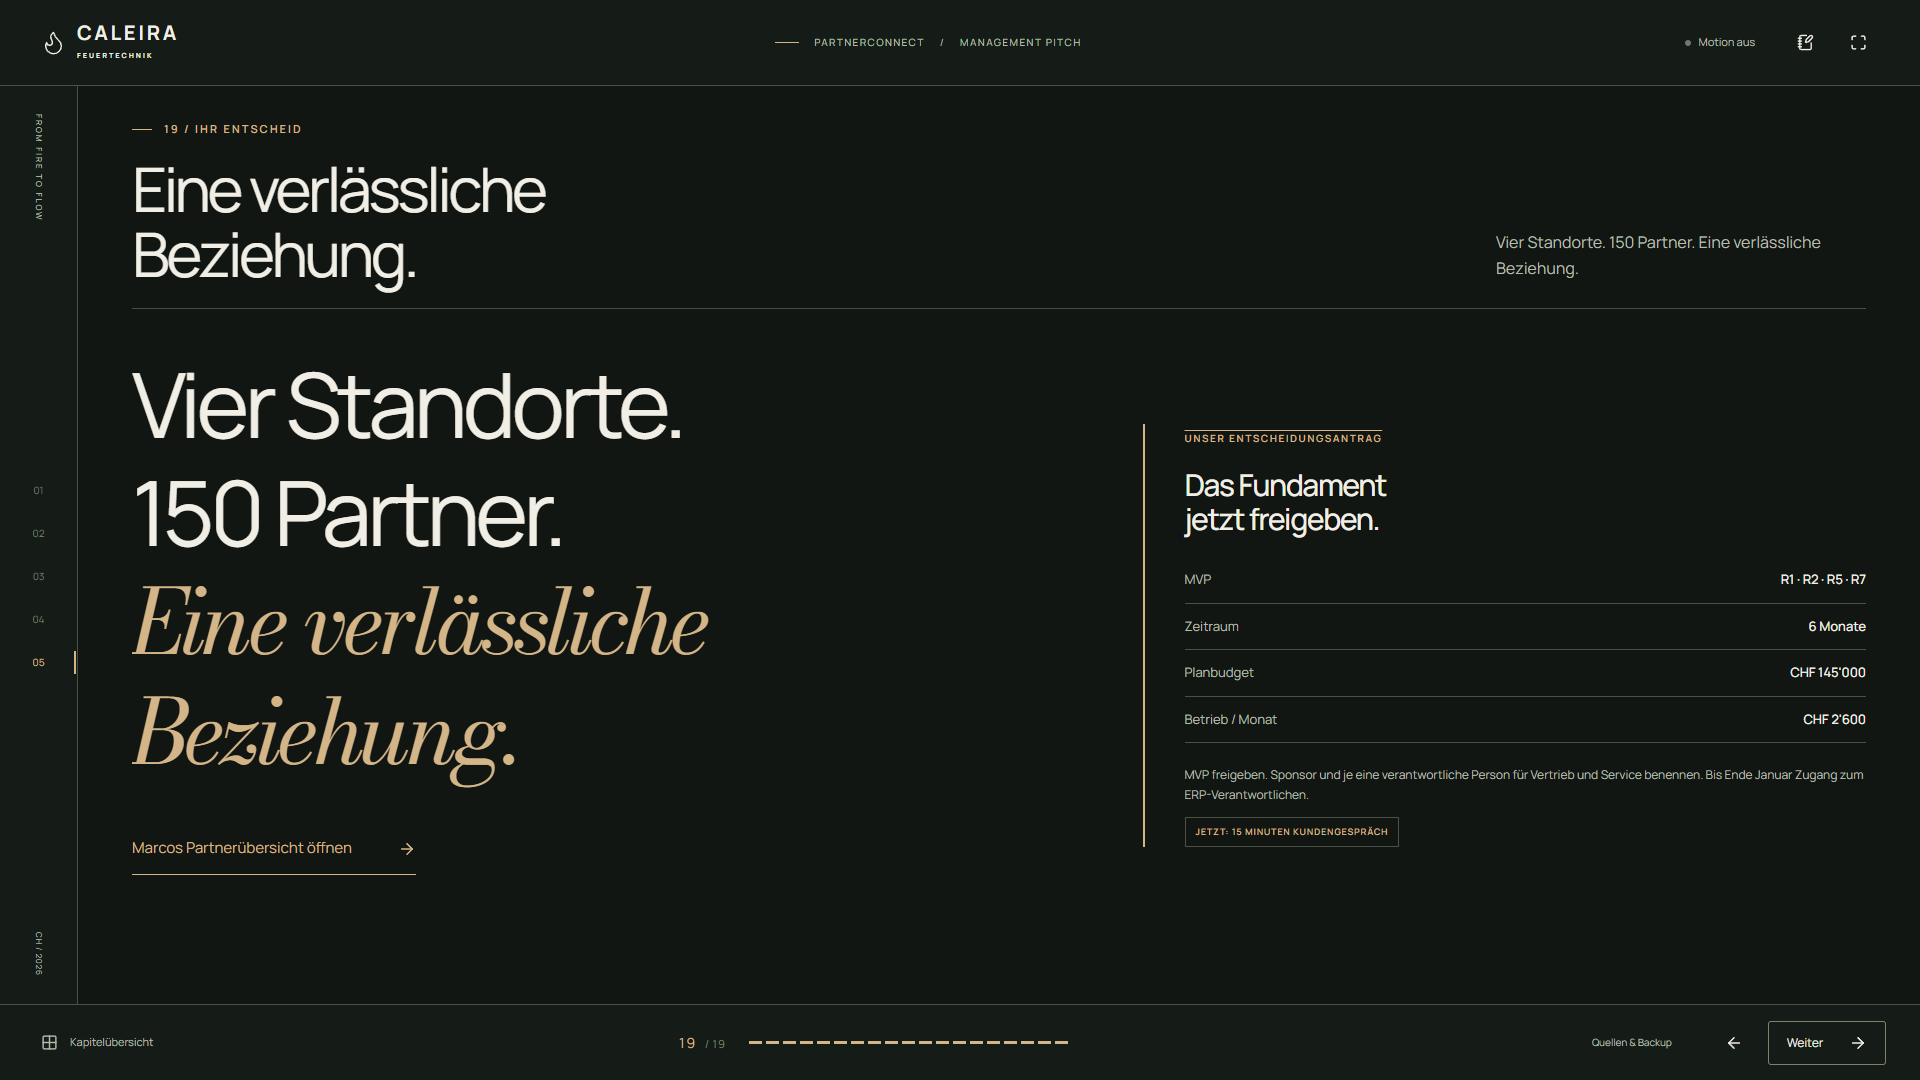 CALEIRA
FEUERTECHNIK
PARTNERCONNECT / MANAGEMENT PITCH
Motion aus
FROM FIRE TO FLOW
19 / IHR ENTSCHEID
Eine verlässliche
Beziehung.
Vier Standorte. 150 Partner. Eine verlässliche
Beziehung.
Vier Standorte.
150 Partner.
Eine verlässliche
Beziehung.
Marcos Partnerübersicht öffnen
UNSER ENTSCHEIDUNGSANTRAG
Das Fundament
jetzt freigeben.
MVP R1 · R2 · R5 · R7
Zeitraum 6 Monate
Planbudget CHF 145'000
Betrieb / Monat CHF 2'600
MVP freigeben. Sponsor und je eine verantwortliche Person für Vertrieb und Service benennen. Bis Ende Januar Zugang zum
ERP-Verantwortlichen.
JETZT: 15 MINUTEN KUNDENGESPRÄCH
01
02
03
04
05
CH / 2026
Kapitelübersicht
19 / 19
Quellen & Backup
Weiter